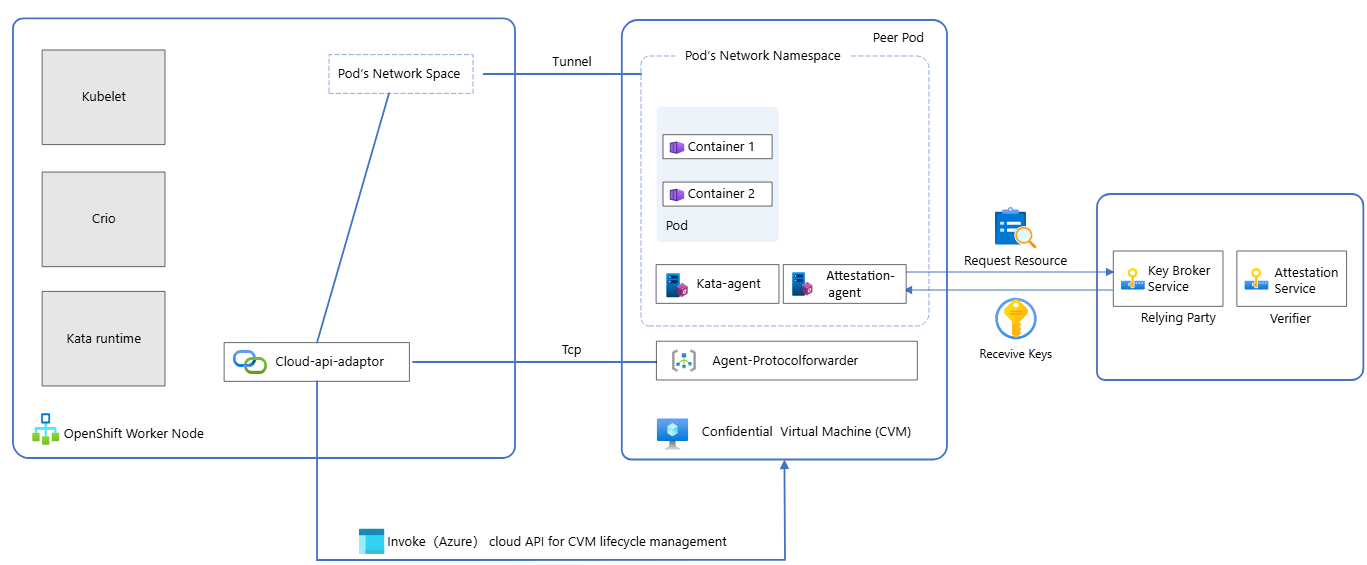 Kubelet
Crio
Kata runtime
OpenShift Worker Node
Pod's Network Space
Cloud-api-adaptor
Tunnel
Tcp
Invoke（Azure） cloud API for CVM lifecycle management
Peer Pod
Pod's Network Namespace
Container 1
Container 2
Pod
Kata-agent
Attestation-
agent
Agent-Protocolforwarder
Confidential Virtual Machine (CVM)
Request Resource
Recevive Keys
Key Broker
Service
Relying Party
Attestation
Service
Verifier